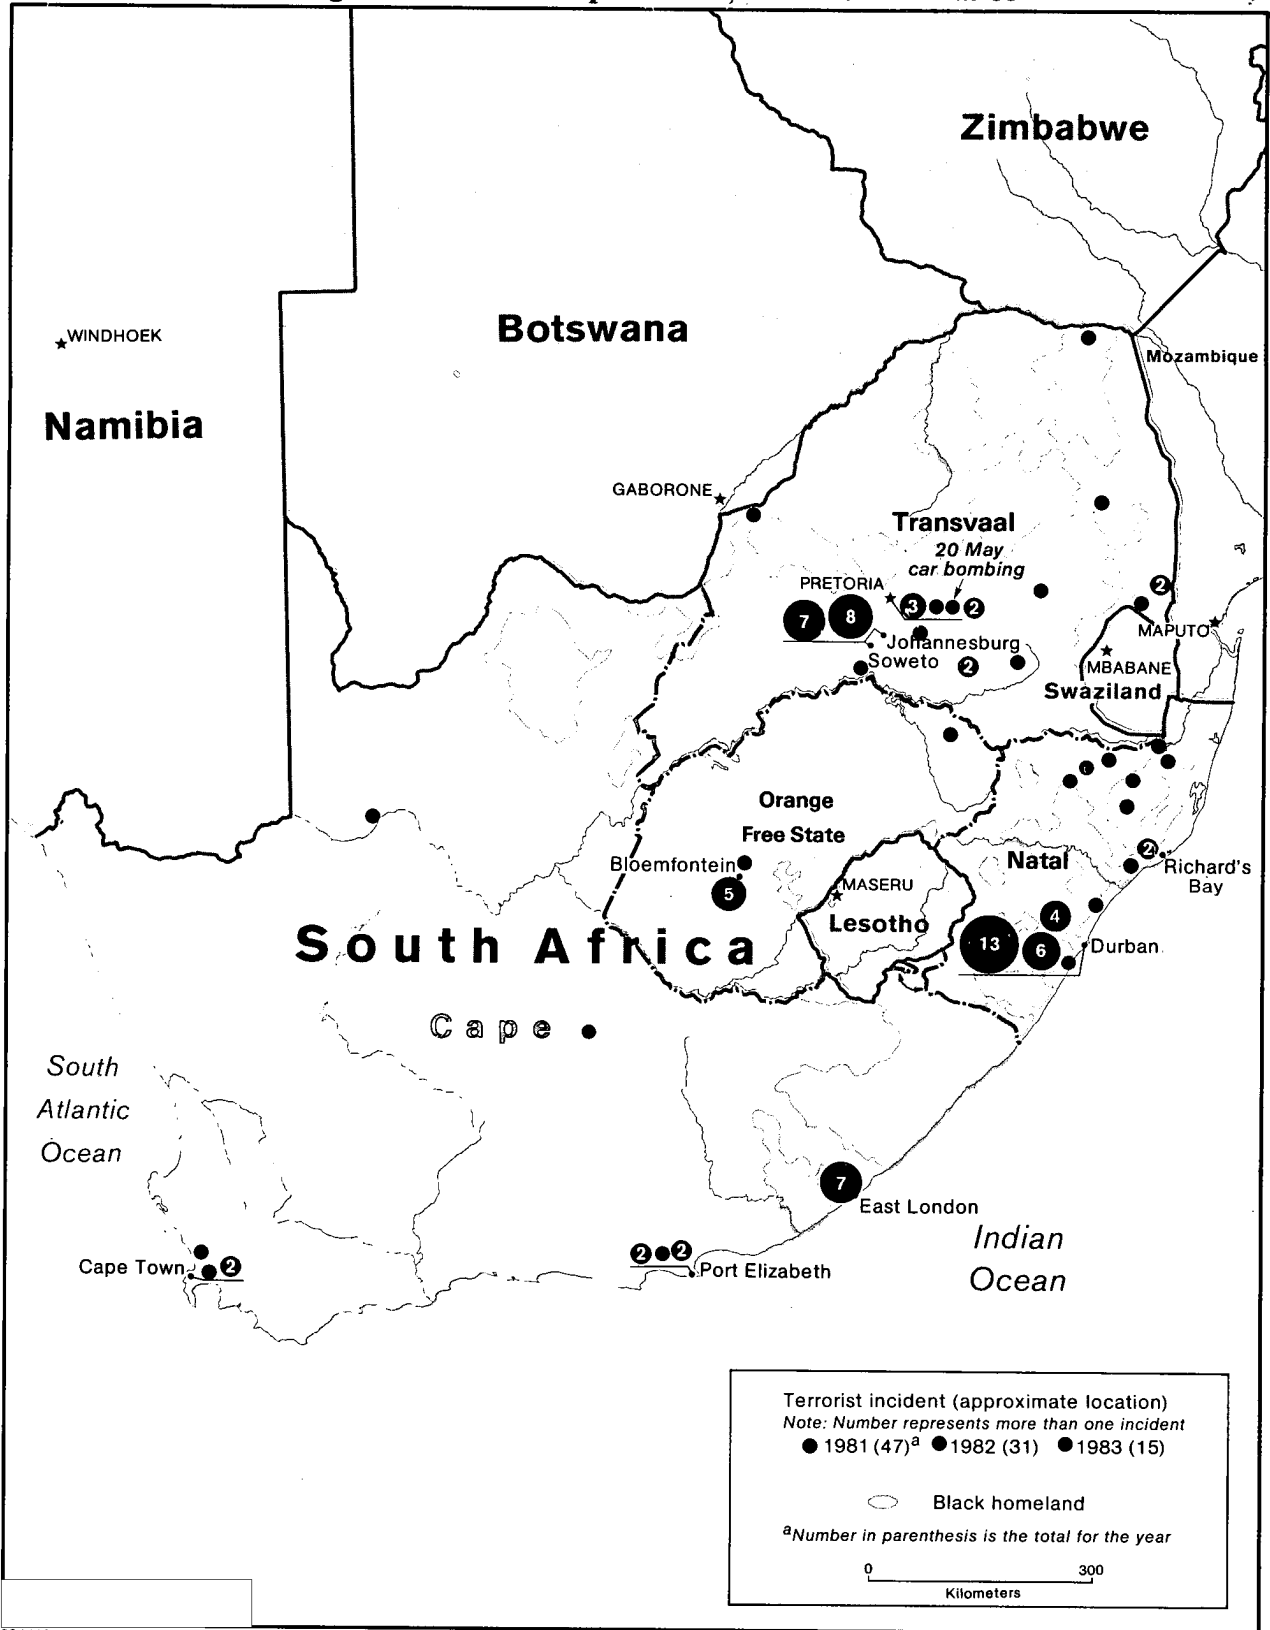 Zimbabwe
WINDHOEK
Botswana
Mozambique
Namibia
GABORONE
Transvaal
20 May
car bombing
PRETORIA
2
3
2
7
8
MAPUTO
Johannesburg
Soweto
2
MBABANE
Swaziland
Orange
Free State
Bloemfontein
5
MASERU
Lesotho
Natal
2
Richard's
Bay
4
13
6
Durban
South Africa
Cape
South
Atlantic
Ocean
7
East London
Indian
Ocean
Cape Town
2
2
2
Port Elizabeth
Terrorist incident (approximate location)
Note: Number represents more than one incident
1981 (47)a 1982 (31) 1983 (15)
Black homeland
aNumber in parenthesis is the total for the year
0 300
Kilometers